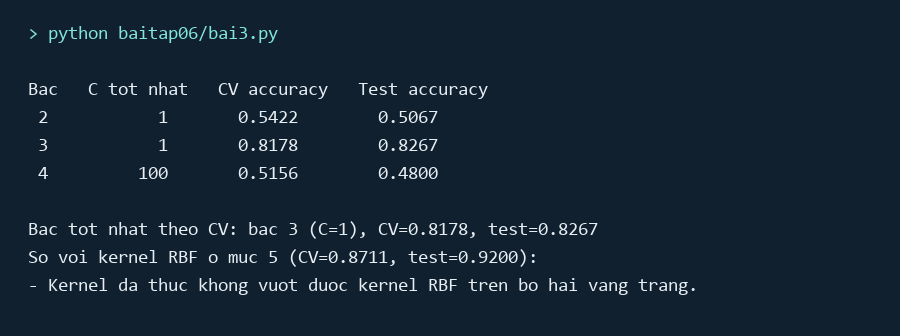 > python baitap06/bai3.py
Bac C tot nhat CV accuracy Test accuracy
2 1 0.5422 0.5067
3 1 0.8178 0.8267
4 100 0.5156 0.4800
Bac tot nhat theo CV: bac 3 (C=1), CV=0.8178, test=0.8267
So voi kernel RBF o muc 5 (CV=0.8711, test=0.9200):
- Kernel da thuc khong vuot duoc kernel RBF tren bo hai vang trang.